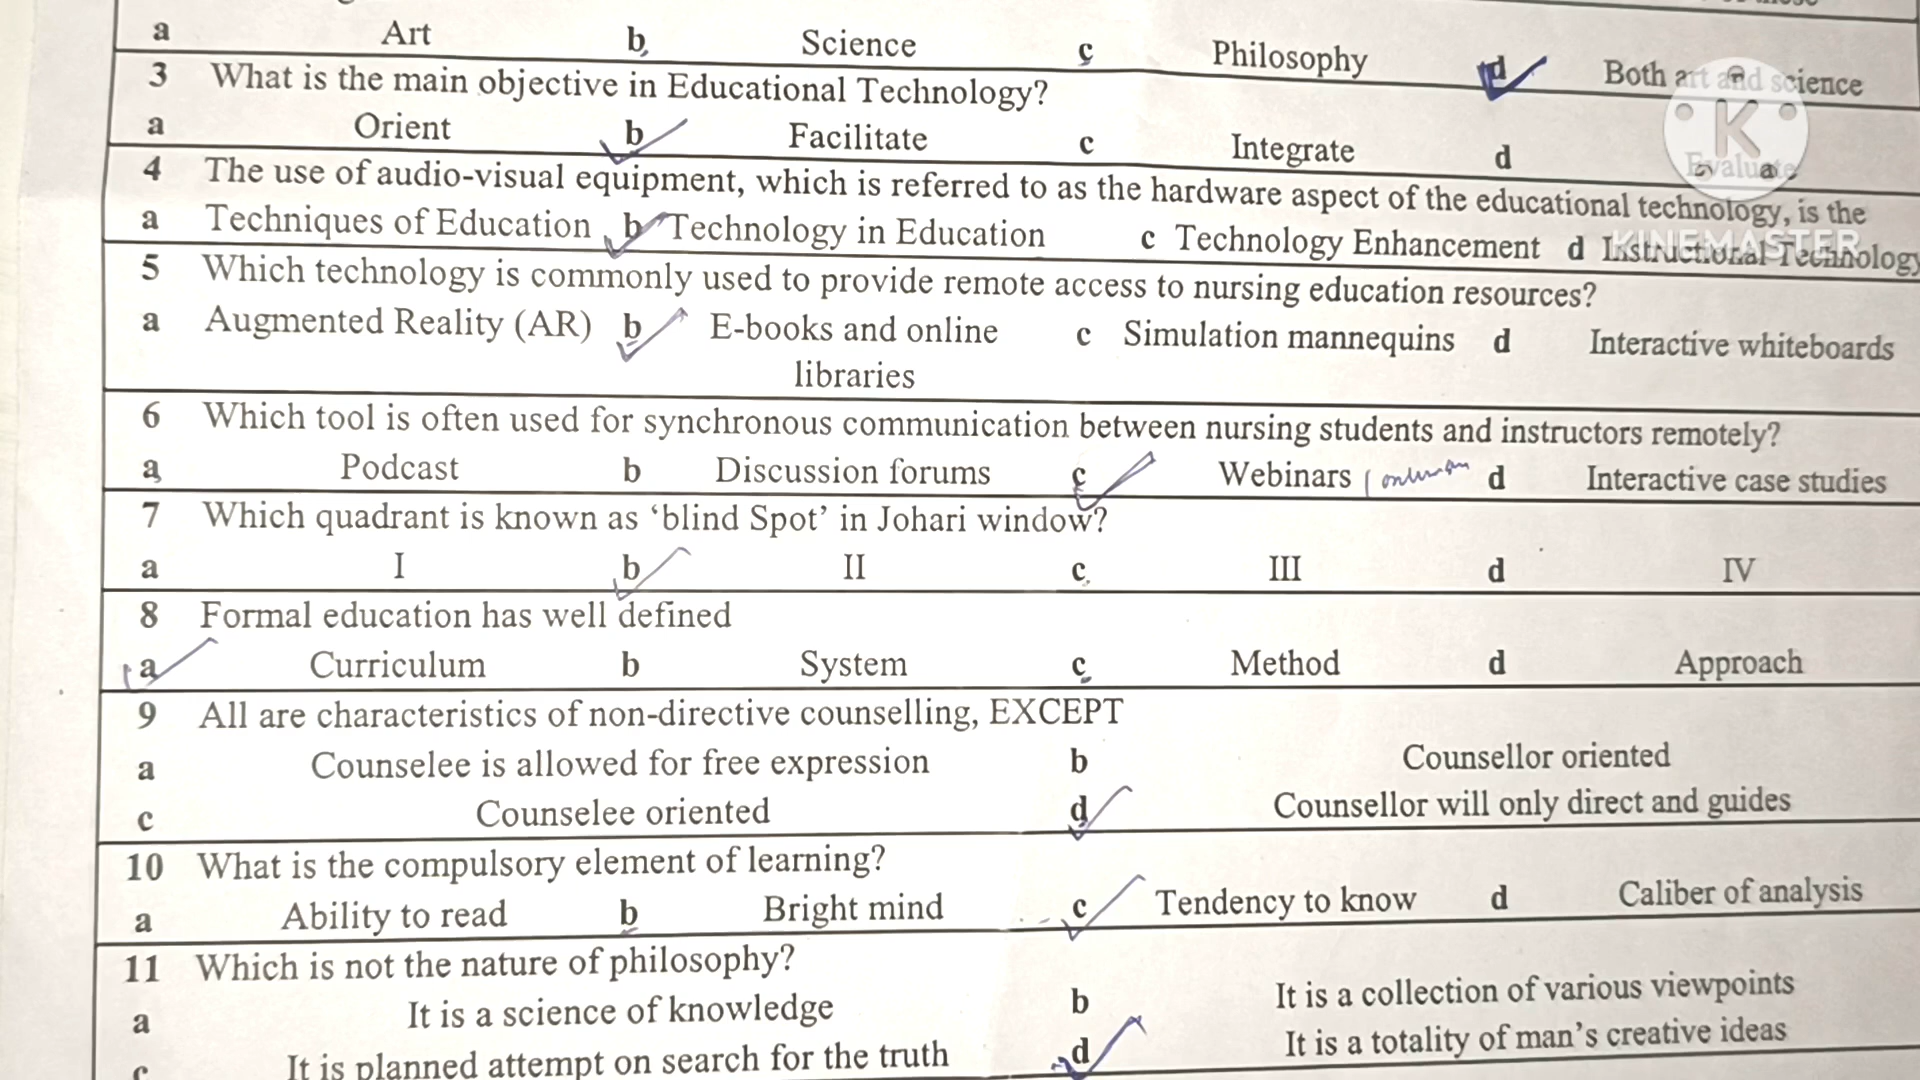 a Art b Science c Philosophy d Both art and science
3 What is the main objective in Educational Technology?
a Orient b Facilitate c Integrate d Evaluate
4 The use of audio-visual equipment, which is referred to as the hardware aspect of the educational technology, is the
a Techniques of Education b Technology in Education c Technology Enhancement d Instructional Technology
KINEMASTER
5 Which technology is commonly used to provide remote access to nursing education resources?
a Augmented Reality (AR) b E-books and online c Simulation mannequins d Interactive whiteboards
libraries
6 Which tool is often used for synchronous communication between nursing students and instructors remotely?
a Podcast b Discussion forums c Webinars d Interactive case studies
7 Which quadrant is known as ‘blind Spot’ in Johari window?
a I b II c III d IV
8 Formal education has well defined
a Curriculum b System c Method d Approach
9 All are characteristics of non-directive counselling, EXCEPT
a Counselee is allowed for free expression b Counsellor oriented
c Counselee oriented d Counsellor will only direct and guides
10 What is the compulsory element of learning?
a Ability to read b Bright mind c Tendency to know d Caliber of analysis
11 Which is not the nature of philosophy?
a It is a science of knowledge b It is a collection of various viewpoints
c It is planned attempt on search for the truth d It is a totality of man’s creative ideas